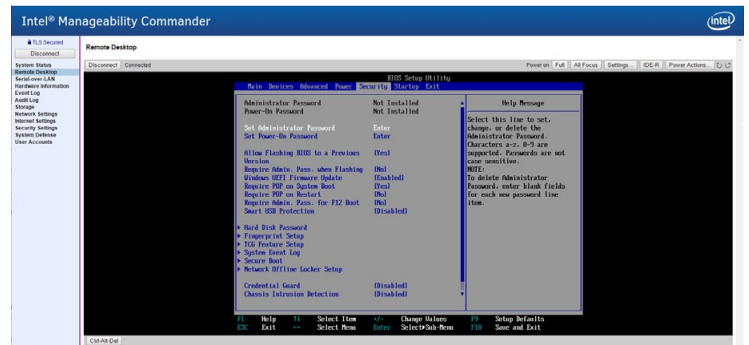 Intel® Manageability Commander
intel
TLS Secured
Disconnect
System Status
Remote Desktop
Serial-over-LAN
Hardware Information
Event Log
Audit Log
Storage
Network Settings
Internet Settings
Security Settings
System Defense
User Accounts
Remote Desktop
Disconnect Connected
Power on Full All Focus Settings... IDE-R Power Actions...
BIOS Setup Utility
Main Devices Advanced Power Security Startup Exit
Administrator Password Not Installed
Power-On Password Not Installed
Set Administrator Password Enter
Set Power-On Password Enter
Allow Flashing BIOS to a Previous [Yes]
Version
Require Admin. Pass. when Flashing [No]
Windows UEFI Firmware Update [Enabled]
Require POP on System Boot [Yes]
Require POP on Restart [No]
Require Admin. Pass. for F12 Boot [No]
Smart USB Protection [Disabled]
Hard Disk Password
Fingerprint Setup
TCG Feature Setup
System Event Log
Secure Boot
Network Offline Locker Setup
Credential Guard [Disabled]
Chassis Intrusion Detection [Disabled]
Help Message
Select this line to set,
change, or delete the
Administrator Password.
Characters a-z, 0-9 are
supported. Passwords are not
case sensitive.
NOTE:
To delete Administrator
Password, enter blank fields
for each new password line
item.
F1 Help ↑↓ Select Item +/- Change Values F9 Setup Defaults
ESC Exit ↔ Select Menu Enter Select▶Sub-Menu F10 Save and Exit
Ctrl-Alt-Del